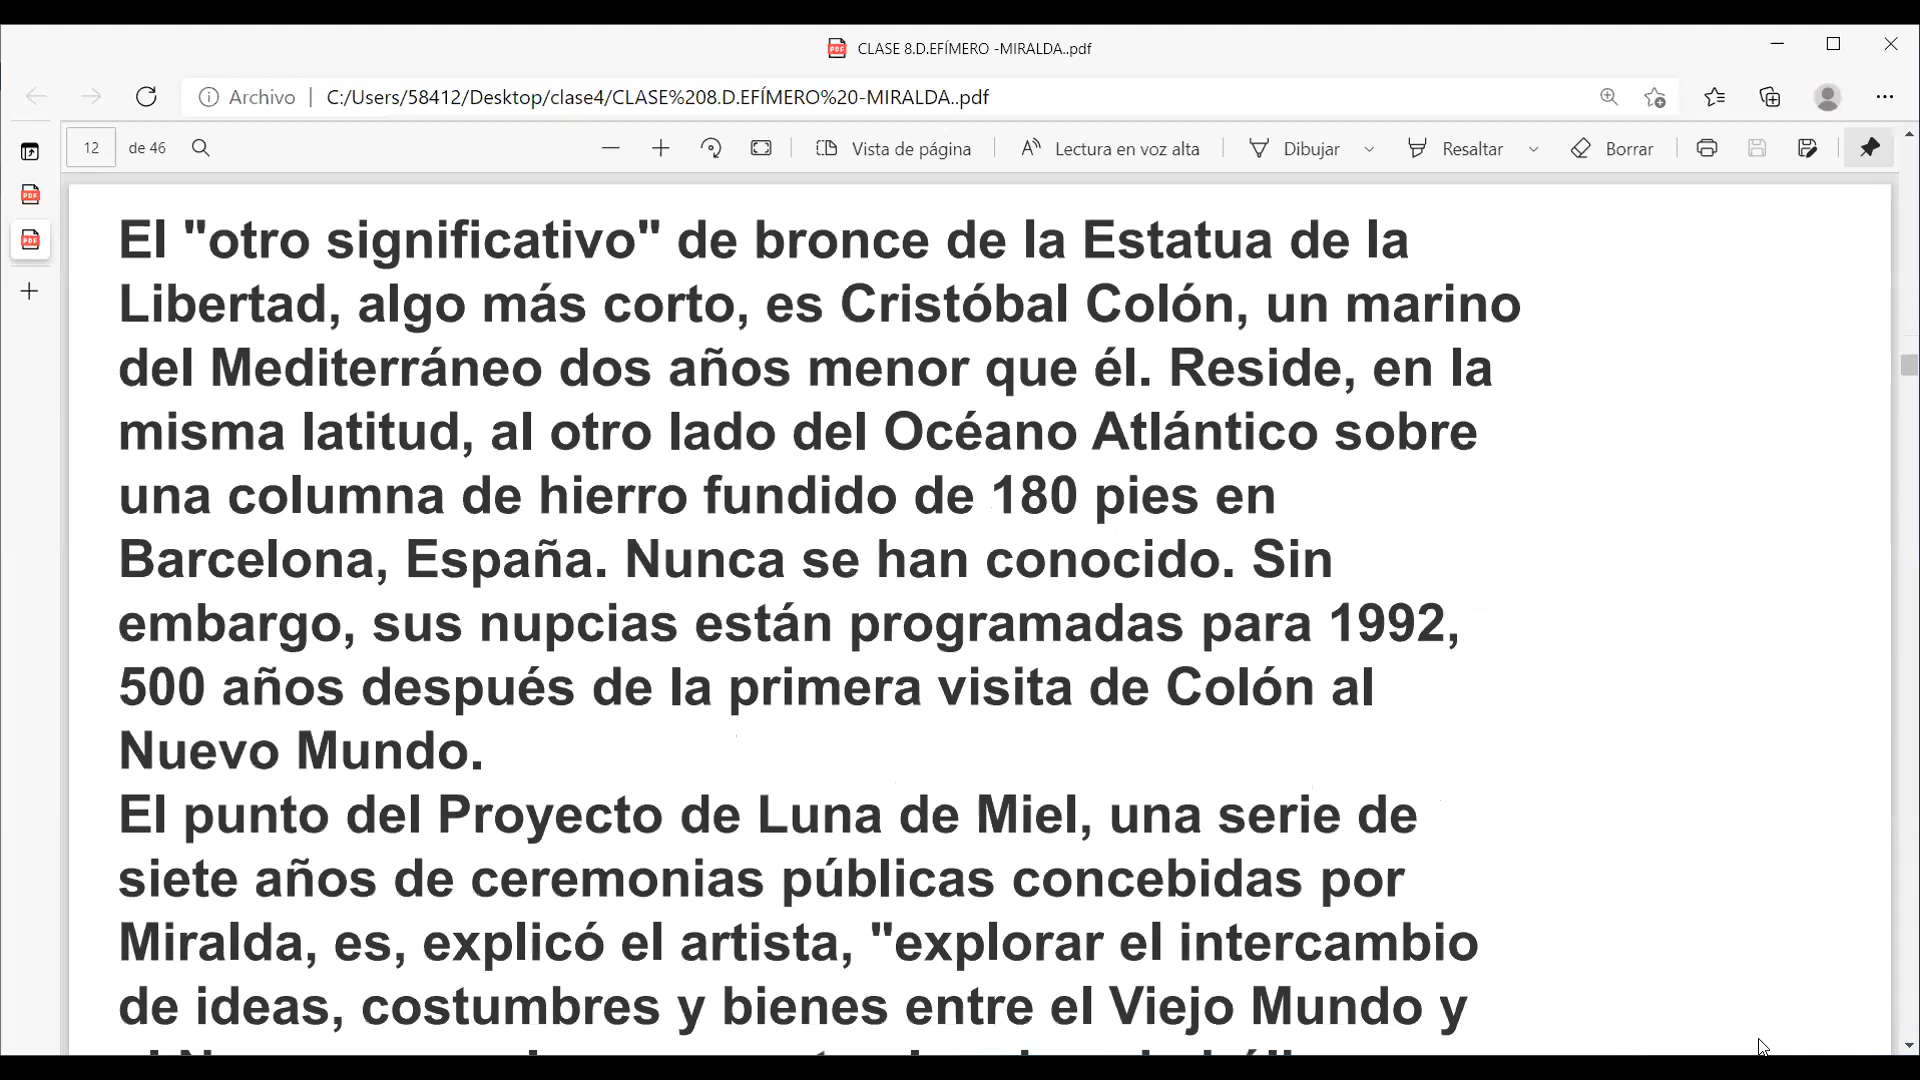 CLASE 8.D.EFÍMERO -MIRALDA..pdf
Archivo | C:/Users/58412/Desktop/clase4/CLASE%208.D.EFÍMERO%20-MIRALDA..pdf
12 de 46 Vista de página Lectura en voz alta Dibujar Resaltar Borrar
El "otro significativo" de bronce de la Estatua de la
Libertad, algo más corto, es Cristóbal Colón, un marino
del Mediterráneo dos años menor que él. Reside, en la
misma latitud, al otro lado del Océano Atlántico sobre
una columna de hierro fundido de 180 pies en
Barcelona, España. Nunca se han conocido. Sin
embargo, sus nupcias están programadas para 1992,
500 años después de la primera visita de Colón al
Nuevo Mundo.
El punto del Proyecto de Luna de Miel, una serie de
siete años de ceremonias públicas concebidas por
Miralda, es, explicó el artista, "explorar el intercambio
de ideas, costumbres y bienes entre el Viejo Mundo y